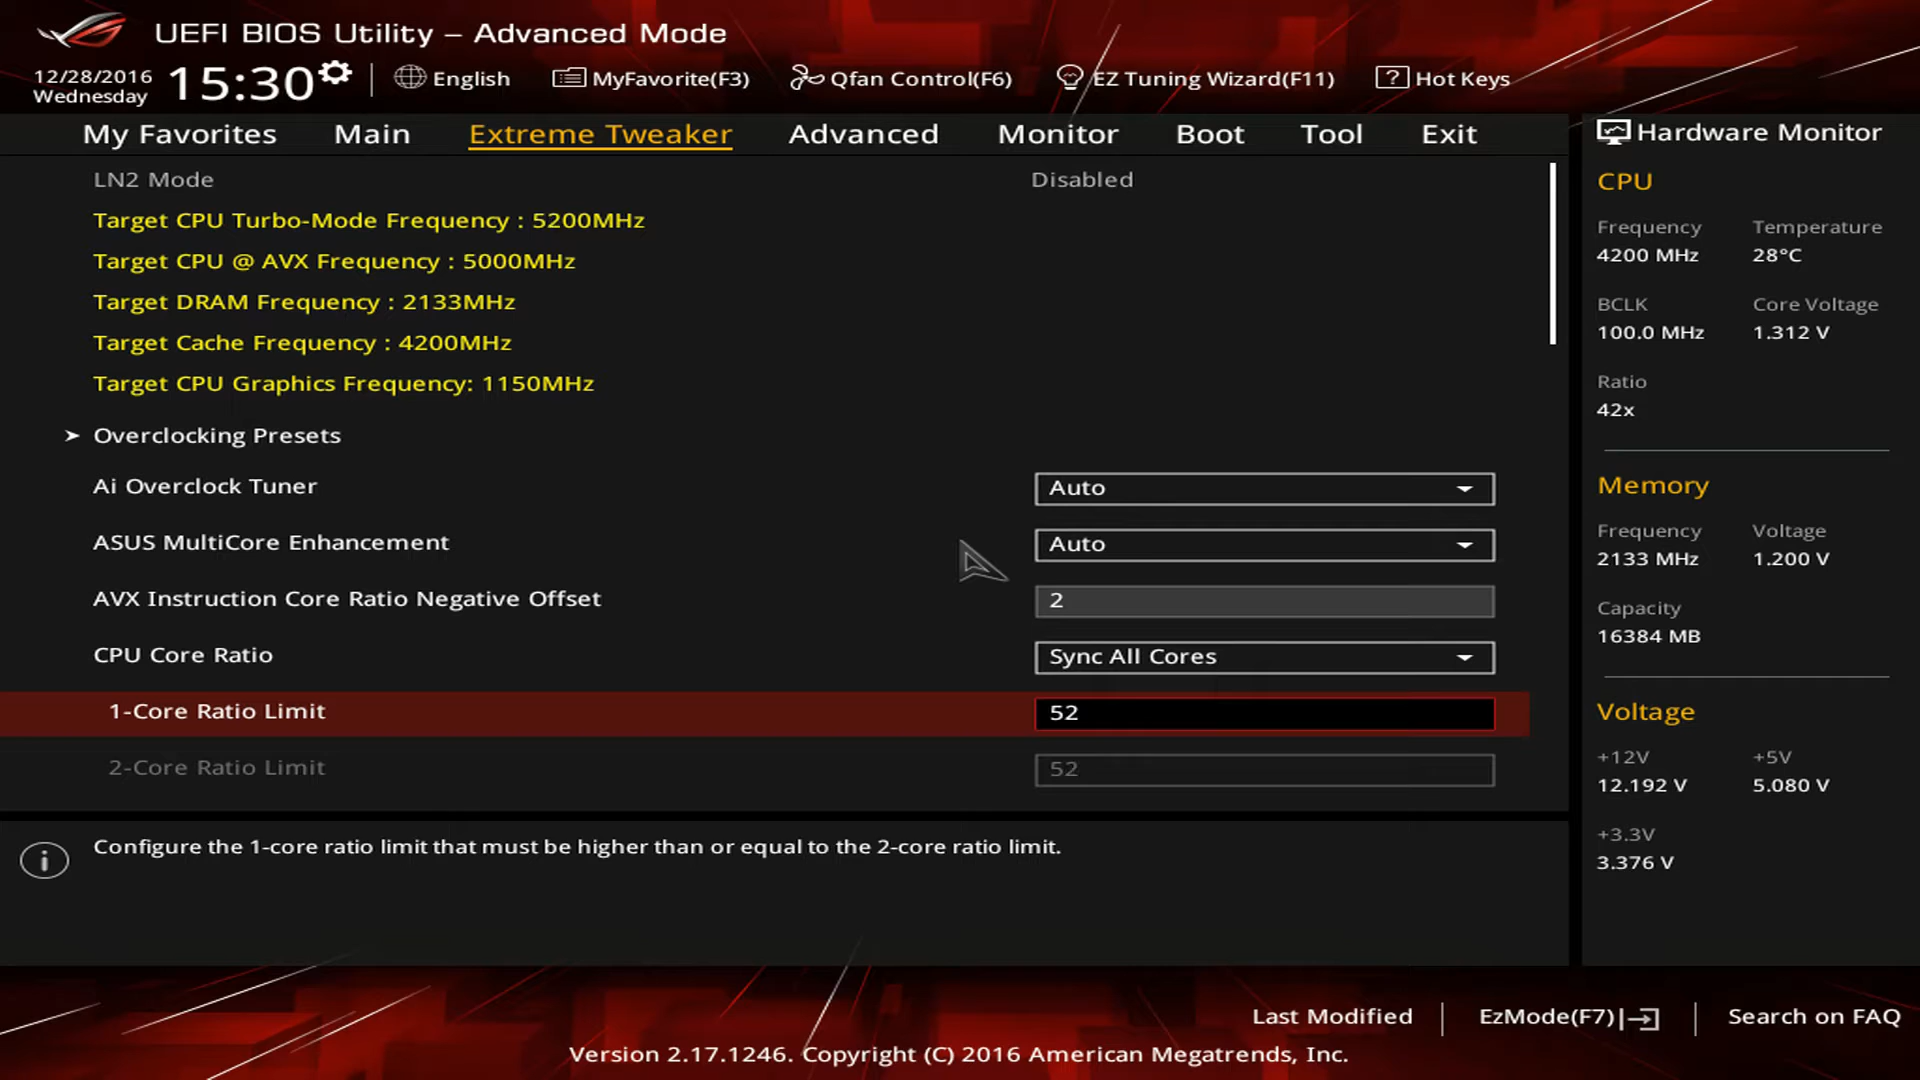 UEFI BIOS Utility – Advanced Mode
12/28/2016
Wednesday
15:30
English
MyFavorite(F3)
Qfan Control(F6)
EZ Tuning Wizard(F11)
? Hot Keys
My Favorites Main Extreme Tweaker Advanced Monitor Boot Tool Exit
LN2 Mode Disabled
Target CPU Turbo-Mode Frequency : 5200MHz
Target CPU @ AVX Frequency : 5000MHz
Target DRAM Frequency : 2133MHz
Target Cache Frequency : 4200MHz
Target CPU Graphics Frequency: 1150MHz
Overclocking Presets
Ai Overclock Tuner Auto
ASUS MultiCore Enhancement Auto
AVX Instruction Core Ratio Negative Offset 2
CPU Core Ratio Sync All Cores
1-Core Ratio Limit 52
2-Core Ratio Limit 52
i Configure the 1-core ratio limit that must be higher than or equal to the 2-core ratio limit.
Hardware Monitor
CPU
Frequency Temperature
4200 MHz 28°C
BCLK Core Voltage
100.0 MHz 1.312 V
Ratio
42x
Memory
Frequency Voltage
2133 MHz 1.200 V
Capacity
16384 MB
Voltage
+12V +5V
12.192 V 5.080 V
+3.3V
3.376 V
Last Modified
EzMode(F7)
Search on FAQ
Version 2.17.1246. Copyright (C) 2016 American Megatrends, Inc.